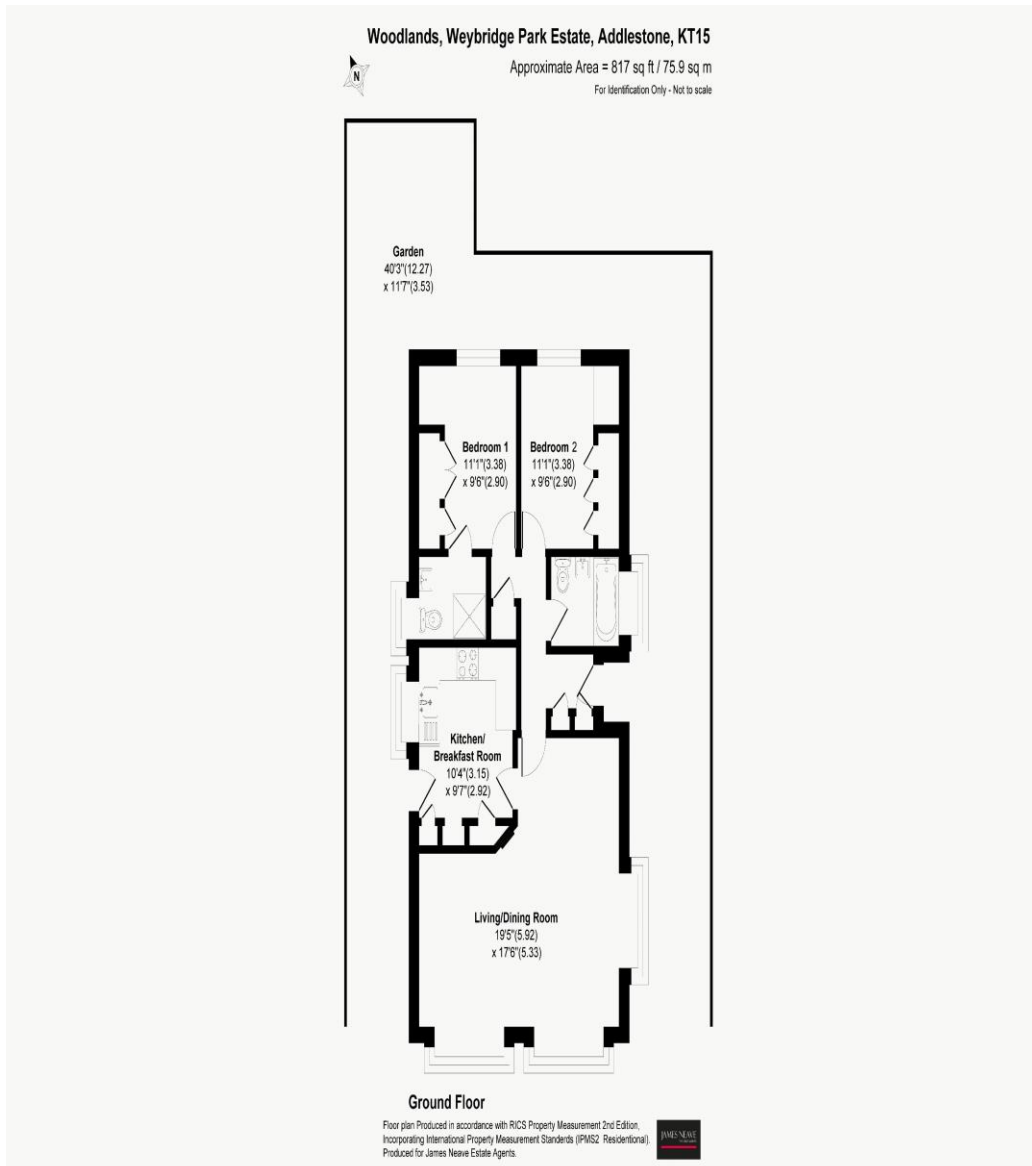 Woodlands, Weybridge Park Estate, Addlestone, KT15
Approximate Area = 817 sq ft / 75.9 sq m
For Identification Only - Not to scale
N
Garden
40'3"(12.27)
x 11'7"(3.53)
Bedroom 1
11'1"(3.38)
x 9'6"(2.90)
Bedroom 2
11'1"(3.38)
x 9'6"(2.90)
Kitchen/
Breakfast Room
10'4"(3.15)
x 9'7"(2.92)
Living/Dining Room
19'5"(5.92)
x 17'6"(5.33)
Ground Floor
Floor plan Produced in accordance with RICS Property Measurement 2nd Edition,
Incorporating International Property Measurement Standerds (IPMS2 Residentional).
Produced for James Neave Estate Agents.
JAMES NEAVE